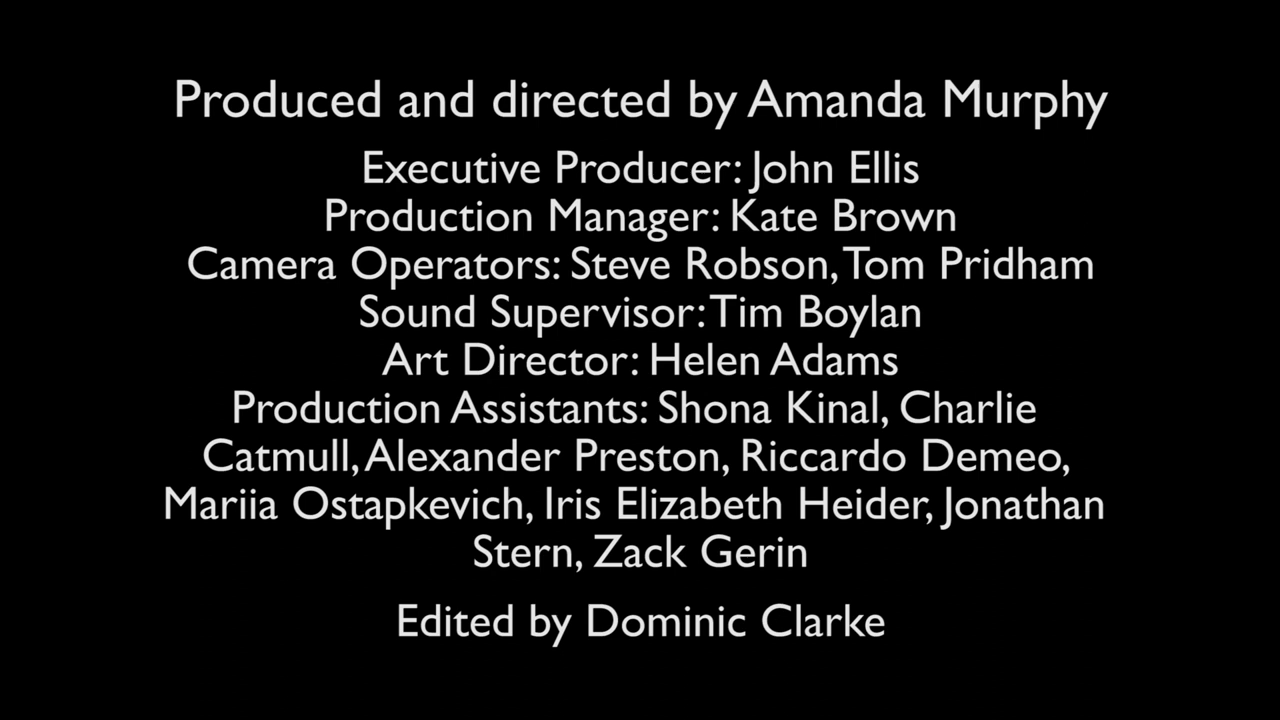 Produced and directed by Amanda Murphy
Executive Producer: John Ellis
Production Manager: Kate Brown
Camera Operators: Steve Robson, Tom Pridham
Sound Supervisor: Tim Boylan
Art Director: Helen Adams
Production Assistants: Shona Kinal, Charlie
Catmull, Alexander Preston, Riccardo Demeo,
Mariia Ostapkevich, Iris Elizabeth Heider, Jonathan
Stern, Zack Gerin
Edited by Dominic Clarke